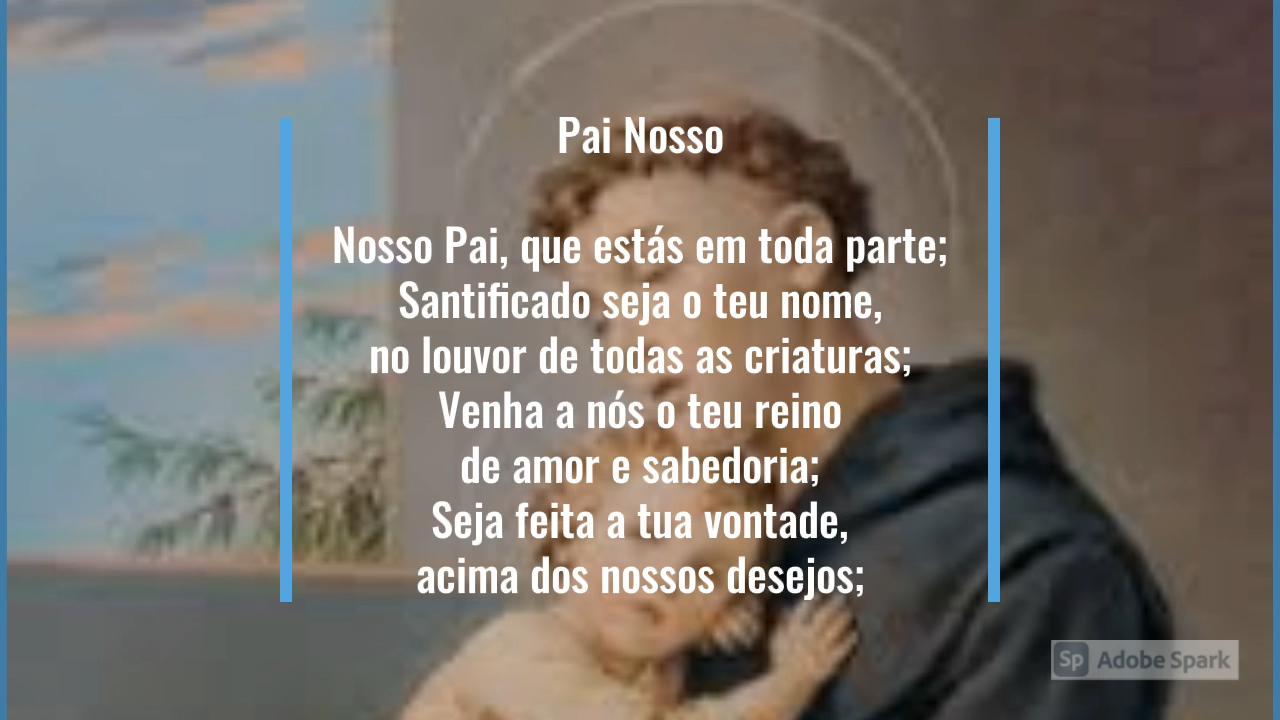 Pai Nosso
Nosso Pai, que estás em toda parte;
Santificado seja o teu nome,
no louvor de todas as criaturas;
Venha a nós o teu reino
de amor e sabedoria;
Seja feita a tua vontade,
acima dos nossos desejos;
Sp Adobe Spark